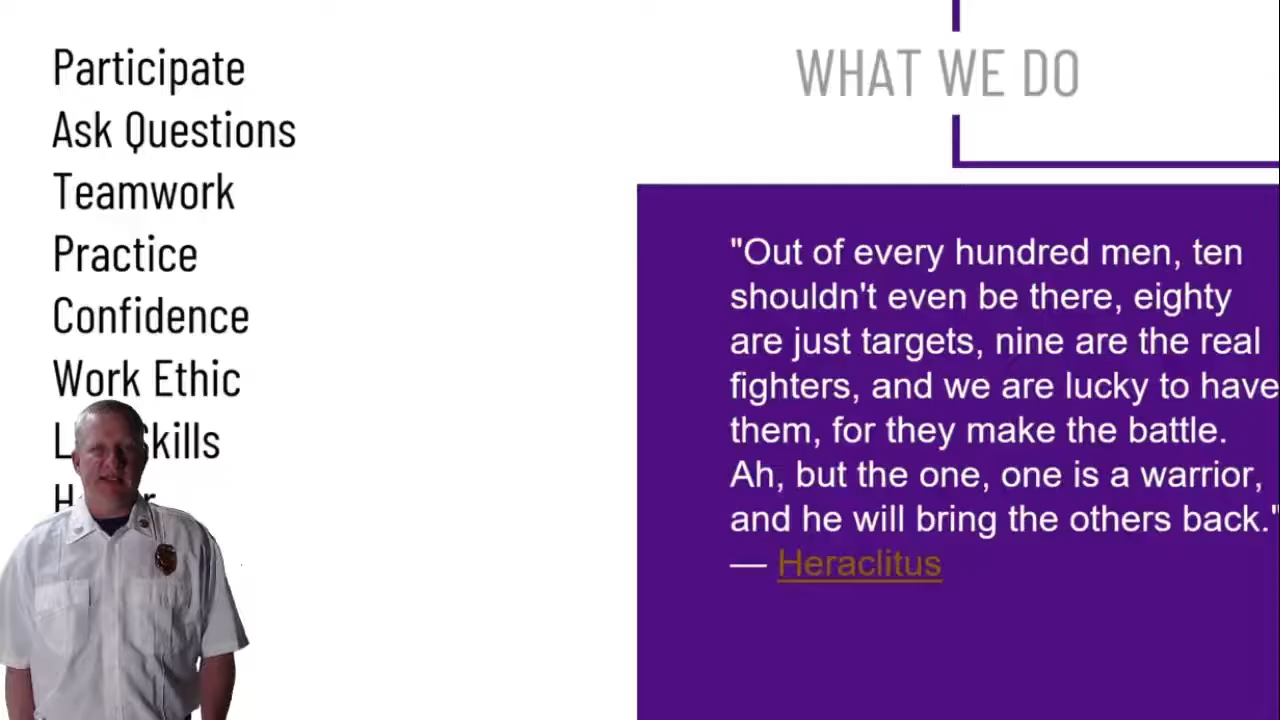 Participate
Ask Questions
Teamwork
Practice
Confidence
Work Ethic
Skills
WHAT WE DO
"Out of every hundred men, ten
shouldn't even be there, eighty
are just targets, nine are the real
fighters, and we are lucky to have
them, for they make the battle.
Ah, but the one, one is a warrior,
and he will bring the others back."
— Heraclitus